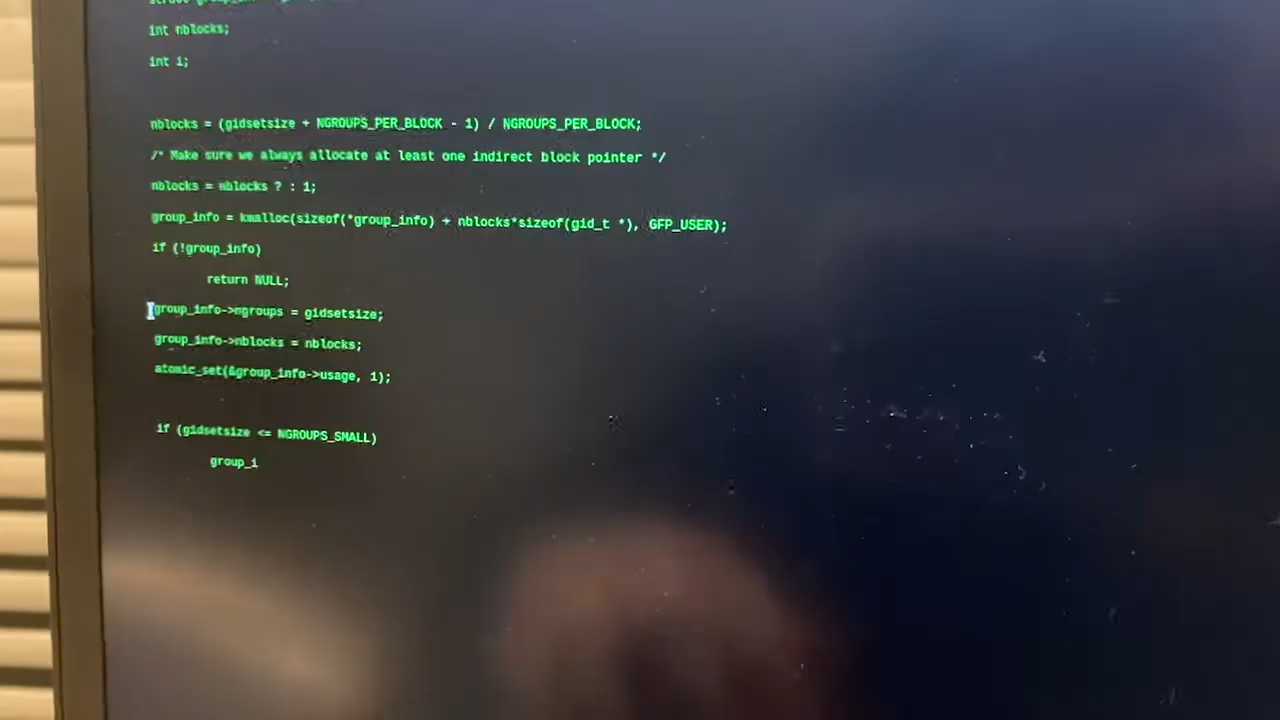 int nblocks;
int i;
nblocks = (gidsetsize + NGROUPS_PER_BLOCK - 1) / NGROUPS_PER_BLOCK;
/* Make sure we always allocate at least one indirect block pointer */
nblocks = nblocks ? : 1;
group_info = kmalloc(sizeof(*group_info) + nblocks*sizeof(gid_t *), GFP_USER);
if (!group_info)
return NULL;
group_info->ngroups = gidsetsize;
group_info->nblocks = nblocks;
atomic_set(&group_info->usage, 1);
if (gidsetsize <= NGROUPS_SMALL)
group_i